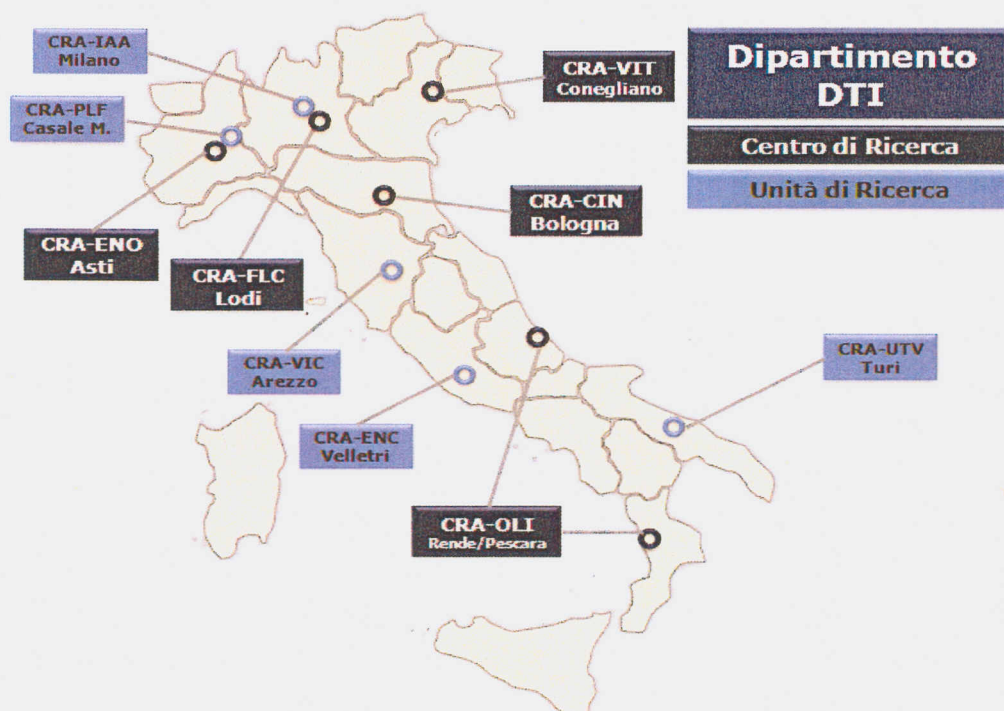 CRA-IAA
Milano
CRA-PLF
Casale M.
CRA-VIT
Conegliano
Dipartimento
DTI
Centro di Ricerca
Unità di Ricerca
CRA-CIN
Bologna
CRA-ENO
Asti
CRA-FLC
Lodi
CRA-VIC
Arezzo
CRA-UTV
Turi
CRA-ENC
Velletri
CRA-OLI
Rende/Pescara